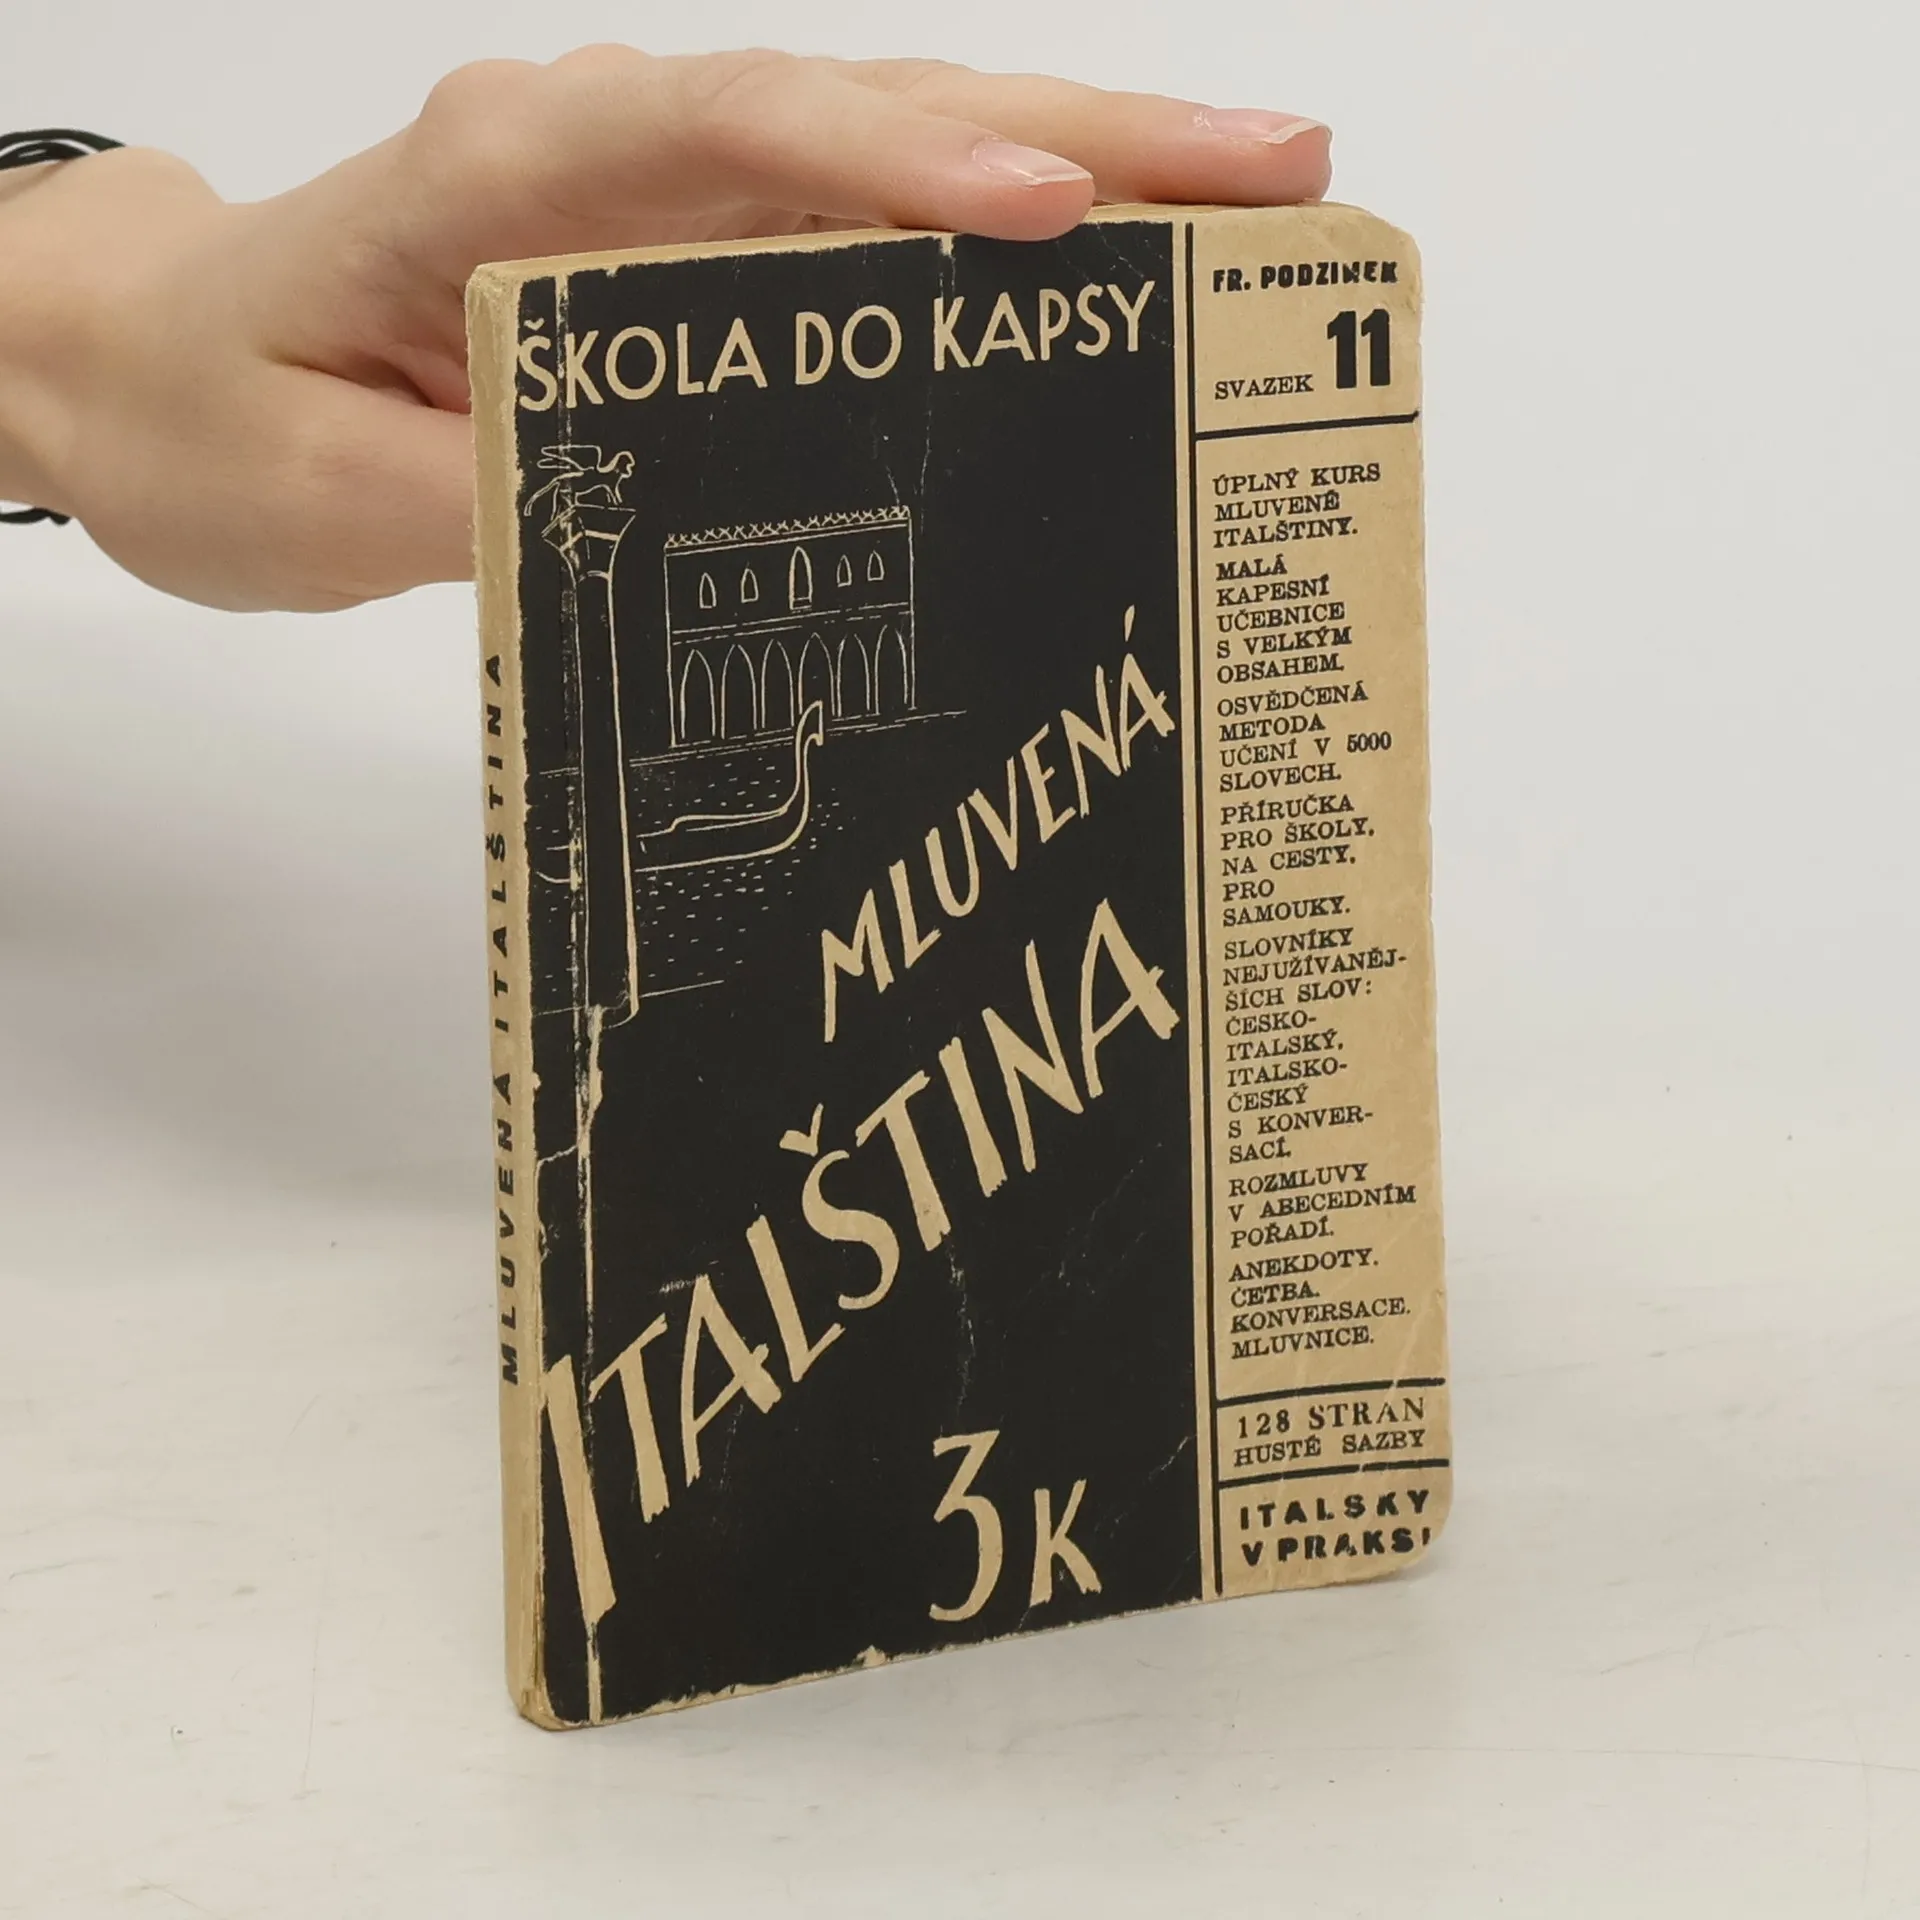 ŠKOLA DO KAPSY
MLUVENÁ
ITALŠTINA
3K
FR. PODZIMEK
SVAZEK 11
ÚPLNÝ KURS
MLUVENÉ
ITALŠTINY.
MALÁ
KAPESNÍ
UČEBNICE
S VELKÝM
OBSAHEM.
OSVĚDČENÁ
METODA
UČENÍ V 5000
SLOVECH.
PŘÍRUČKA
PRO ŠKOLY,
NA CESTY,
PRO
SAMOUKY.
SLOVNÍKY
NEJUŽÍVANĚJ-
ŠÍCH SLOV:
ČESKO-
ITALSKÝ,
ITALSKO-
ČESKÝ
S KONVER-
SACÍ.
ROZMLUVY
V ABECEDNÍM
POŘADÍ.
ANEKDOTY.
ČETBA.
KONVERSACE.
MLUVNICE.
128 STRAN
HUSTÉ SAZBY
ITALSKY
V PRAKSI
MLUVENÁ ITALŠTINA